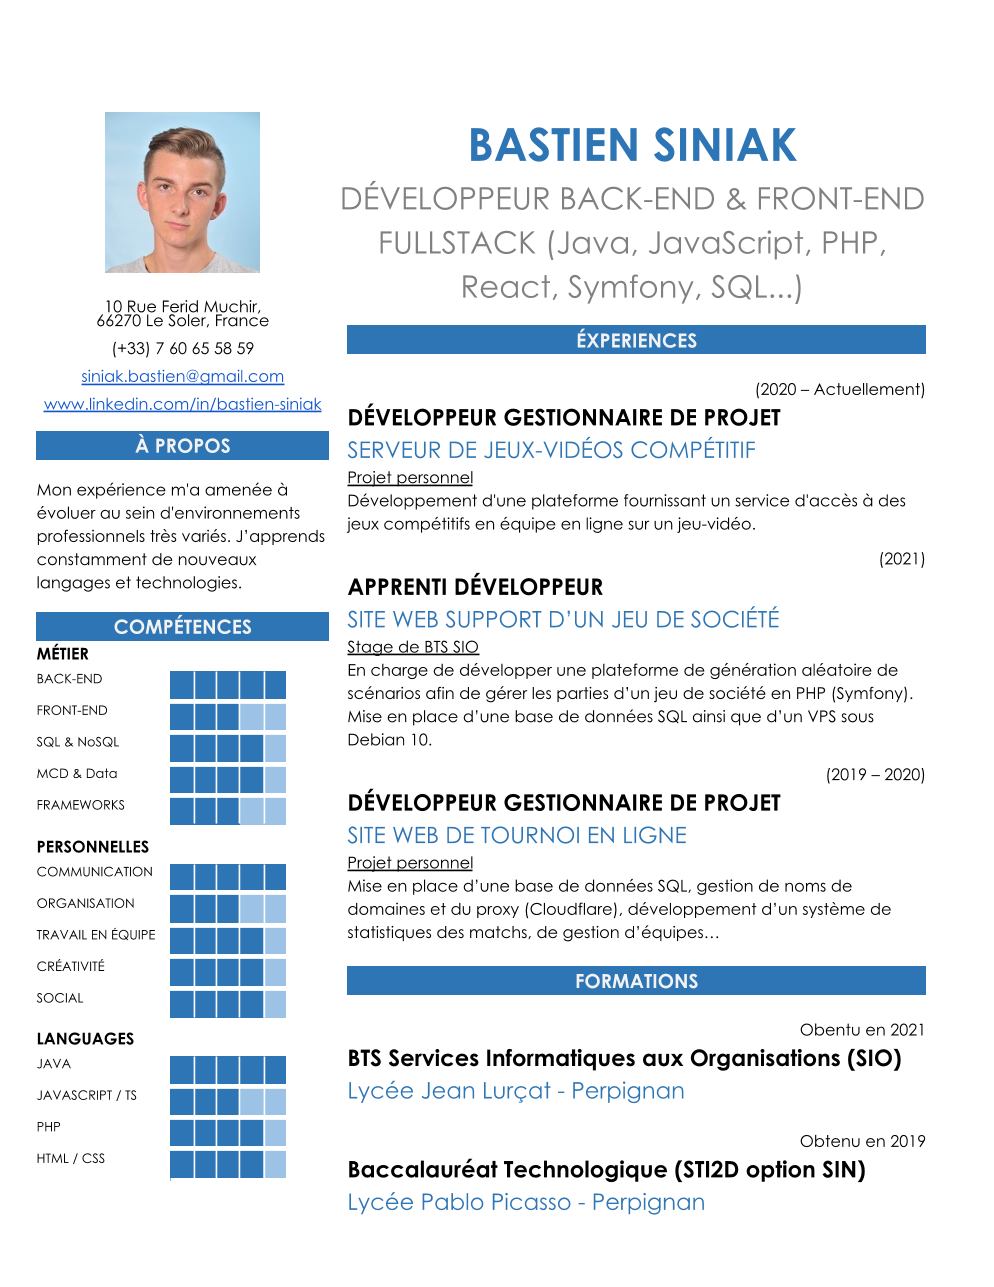 BASTIEN SINIAK
DÉVELOPPEUR BACK-END & FRONT-END
FULLSTACK (Java, JavaScript, PHP,
React, Symfony, SQL...)
10 Rue Ferid Muchir,
66270 Le Soler, France
(+33) 7 60 65 58 59
siniak.bastien@gmail.com
www.linkedin.com/in/bastien-siniak
À PROPOS
Mon expérience m'a amenée à
évoluer au sein d'environnements
professionnels très variés. J’apprends
constamment de nouveaux
langages et technologies.
COMPÉTENCES
MÉTIER
BACK-END
FRONT-END
SQL & NoSQL
MCD & Data
FRAMEWORKS
PERSONNELLES
COMMUNICATION
ORGANISATION
TRAVAIL EN ÉQUIPE
CRÉATIVITÉ
SOCIAL
LANGUAGES
JAVA
JAVASCRIPT / TS
PHP
HTML / CSS
ÉXPERIENCES
(2020 – Actuellement)
DÉVELOPPEUR GESTIONNAIRE DE PROJET
SERVEUR DE JEUX-VIDÉOS COMPÉTITIF
Projet personnel
Développement d'une plateforme fournissant un service d'accès à des
jeux compétitifs en équipe en ligne sur un jeu-vidéo.
(2021)
APPRENTI DÉVELOPPEUR
SITE WEB SUPPORT D’UN JEU DE SOCIÉTÉ
Stage de BTS SIO
En charge de développer une plateforme de génération aléatoire de
scénarios afin de gérer les parties d’un jeu de société en PHP (Symfony).
Mise en place d’une base de données SQL ainsi que d’un VPS sous
Debian 10.
(2019 – 2020)
DÉVELOPPEUR GESTIONNAIRE DE PROJET
SITE WEB DE TOURNOI EN LIGNE
Projet personnel
Mise en place d’une base de données SQL, gestion de noms de
domaines et du proxy (Cloudflare), développement d’un système de
statistiques des matchs, de gestion d’équipes…
FORMATIONS
Obentu en 2021
BTS Services Informatiques aux Organisations (SIO)
Lycée Jean Lurçat - Perpignan
Obtenu en 2019
Baccalauréat Technologique (STI2D option SIN)
Lycée Pablo Picasso - Perpignan